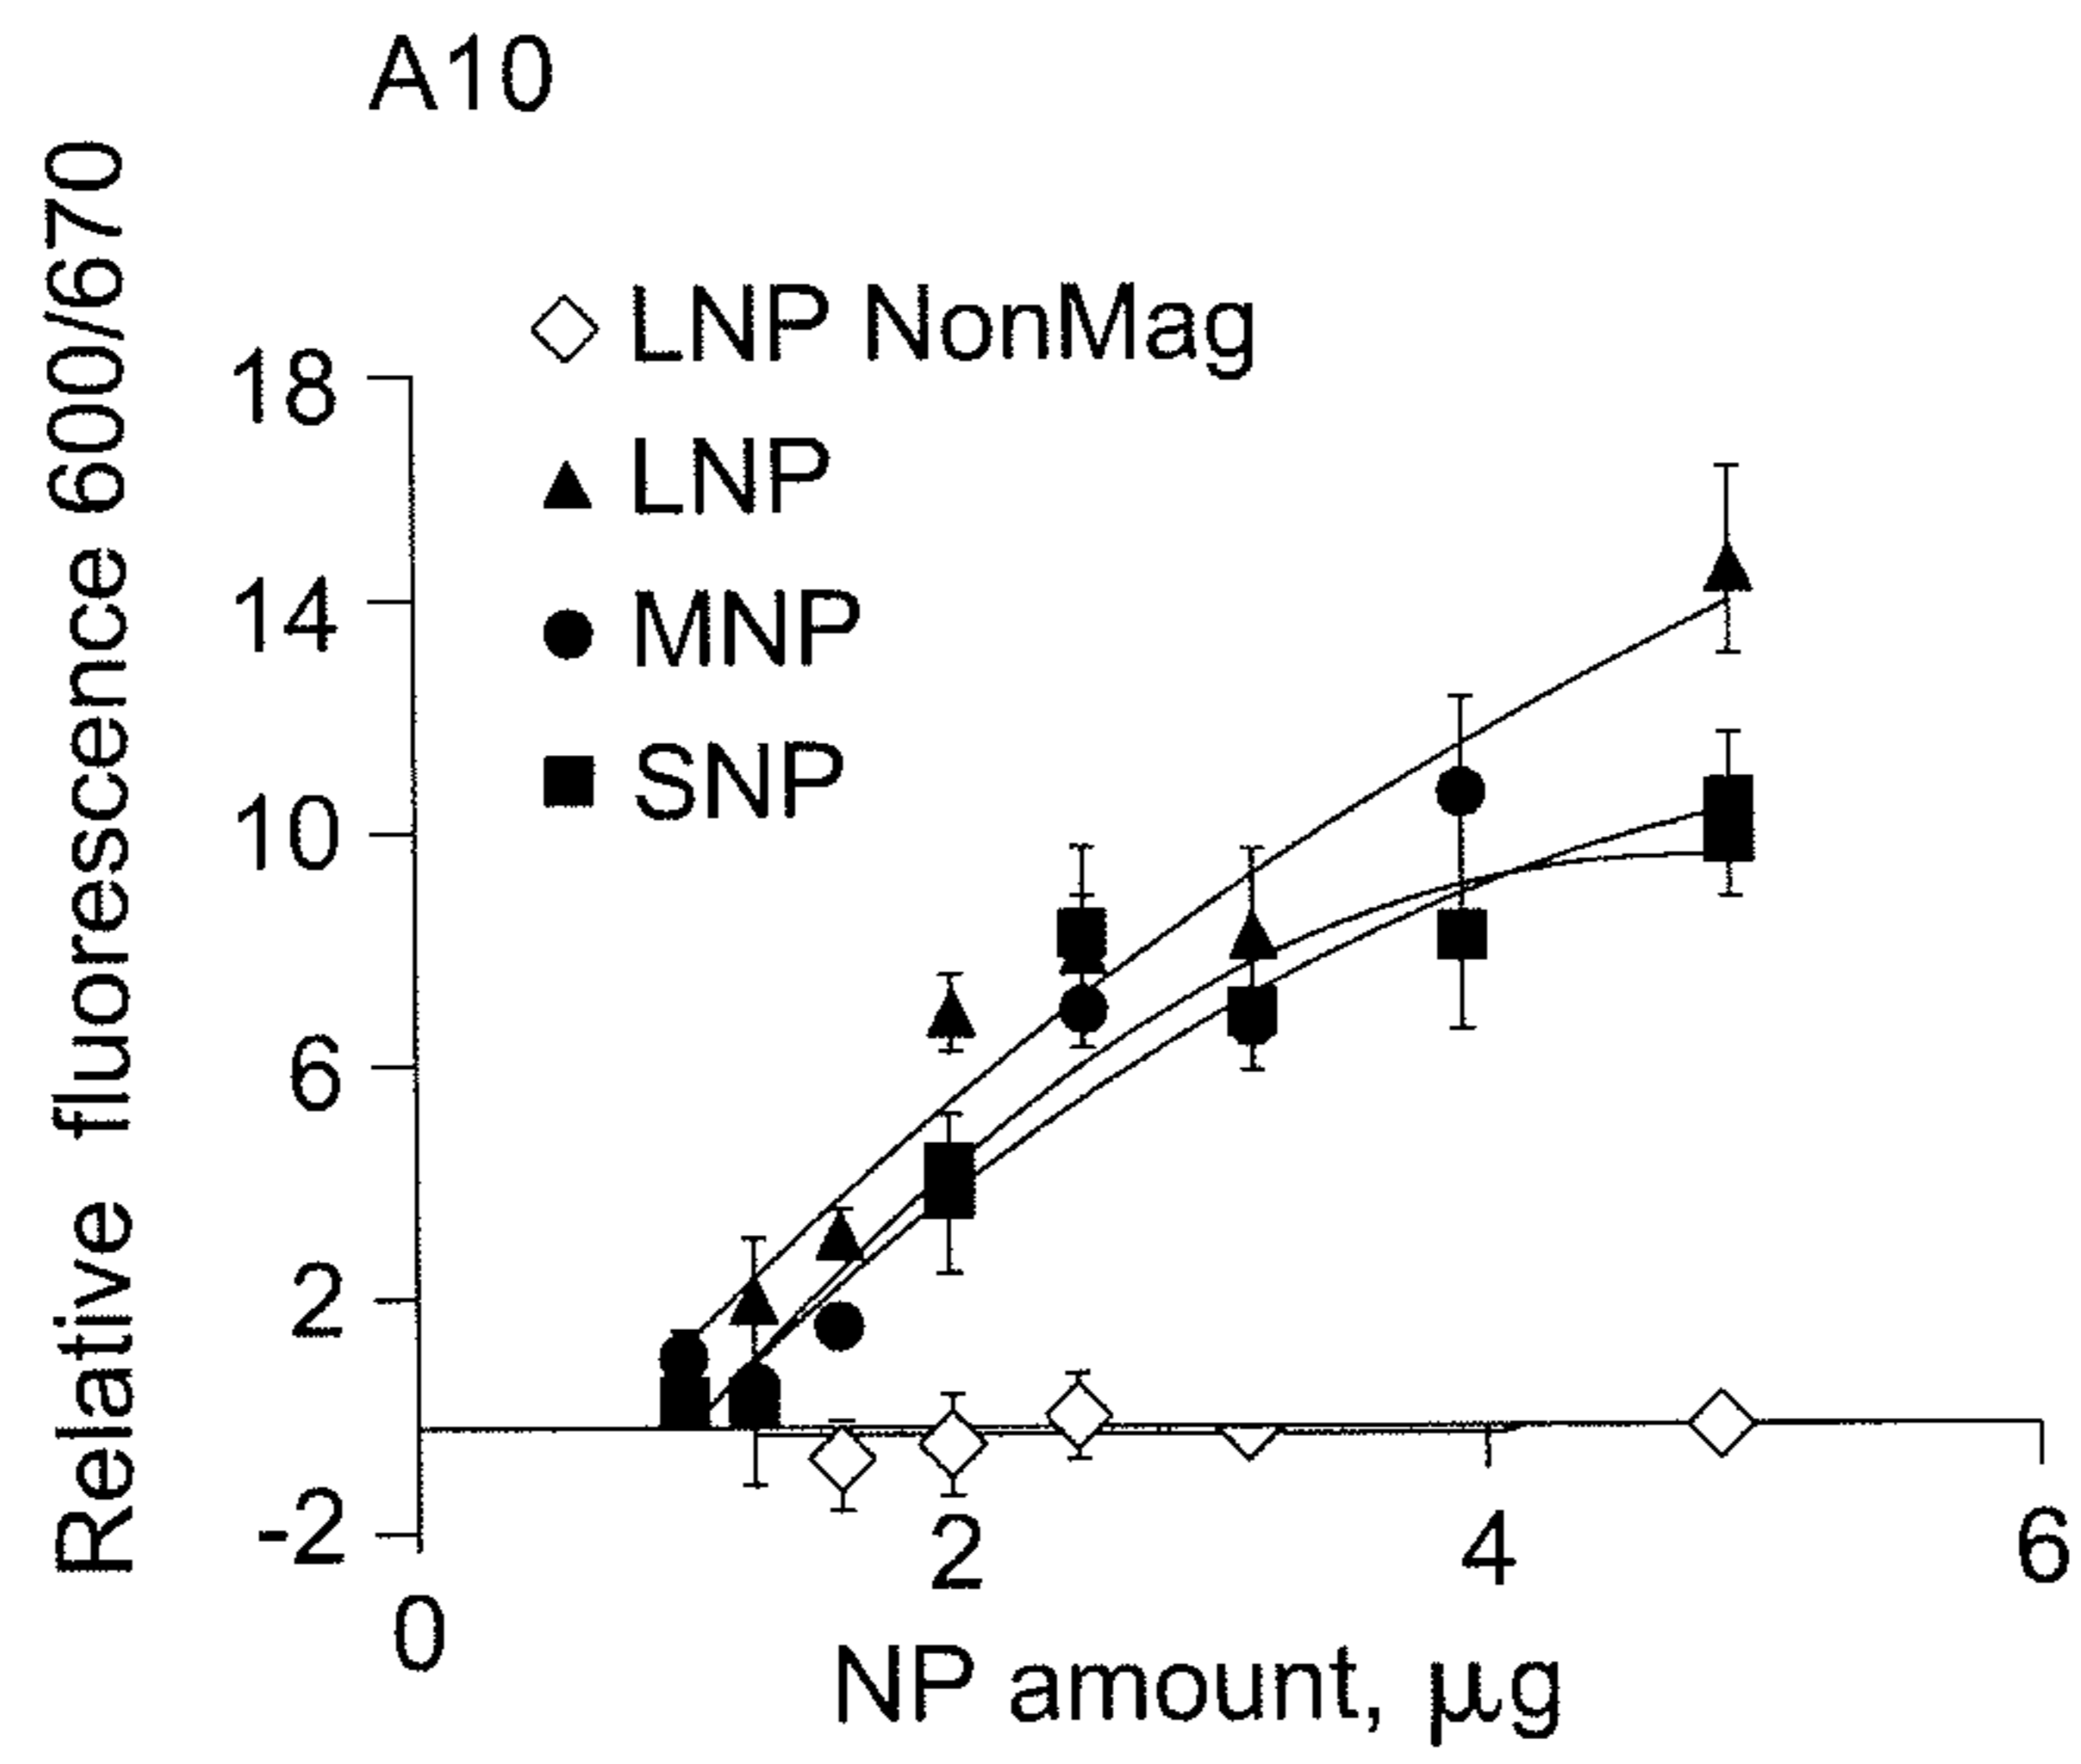 A10
Relative fluorescence 600/670
LNP NonMag
LNP
MNP
SNP
18
14
10
6
2
-2
0
2
4
6
NP amount, µg